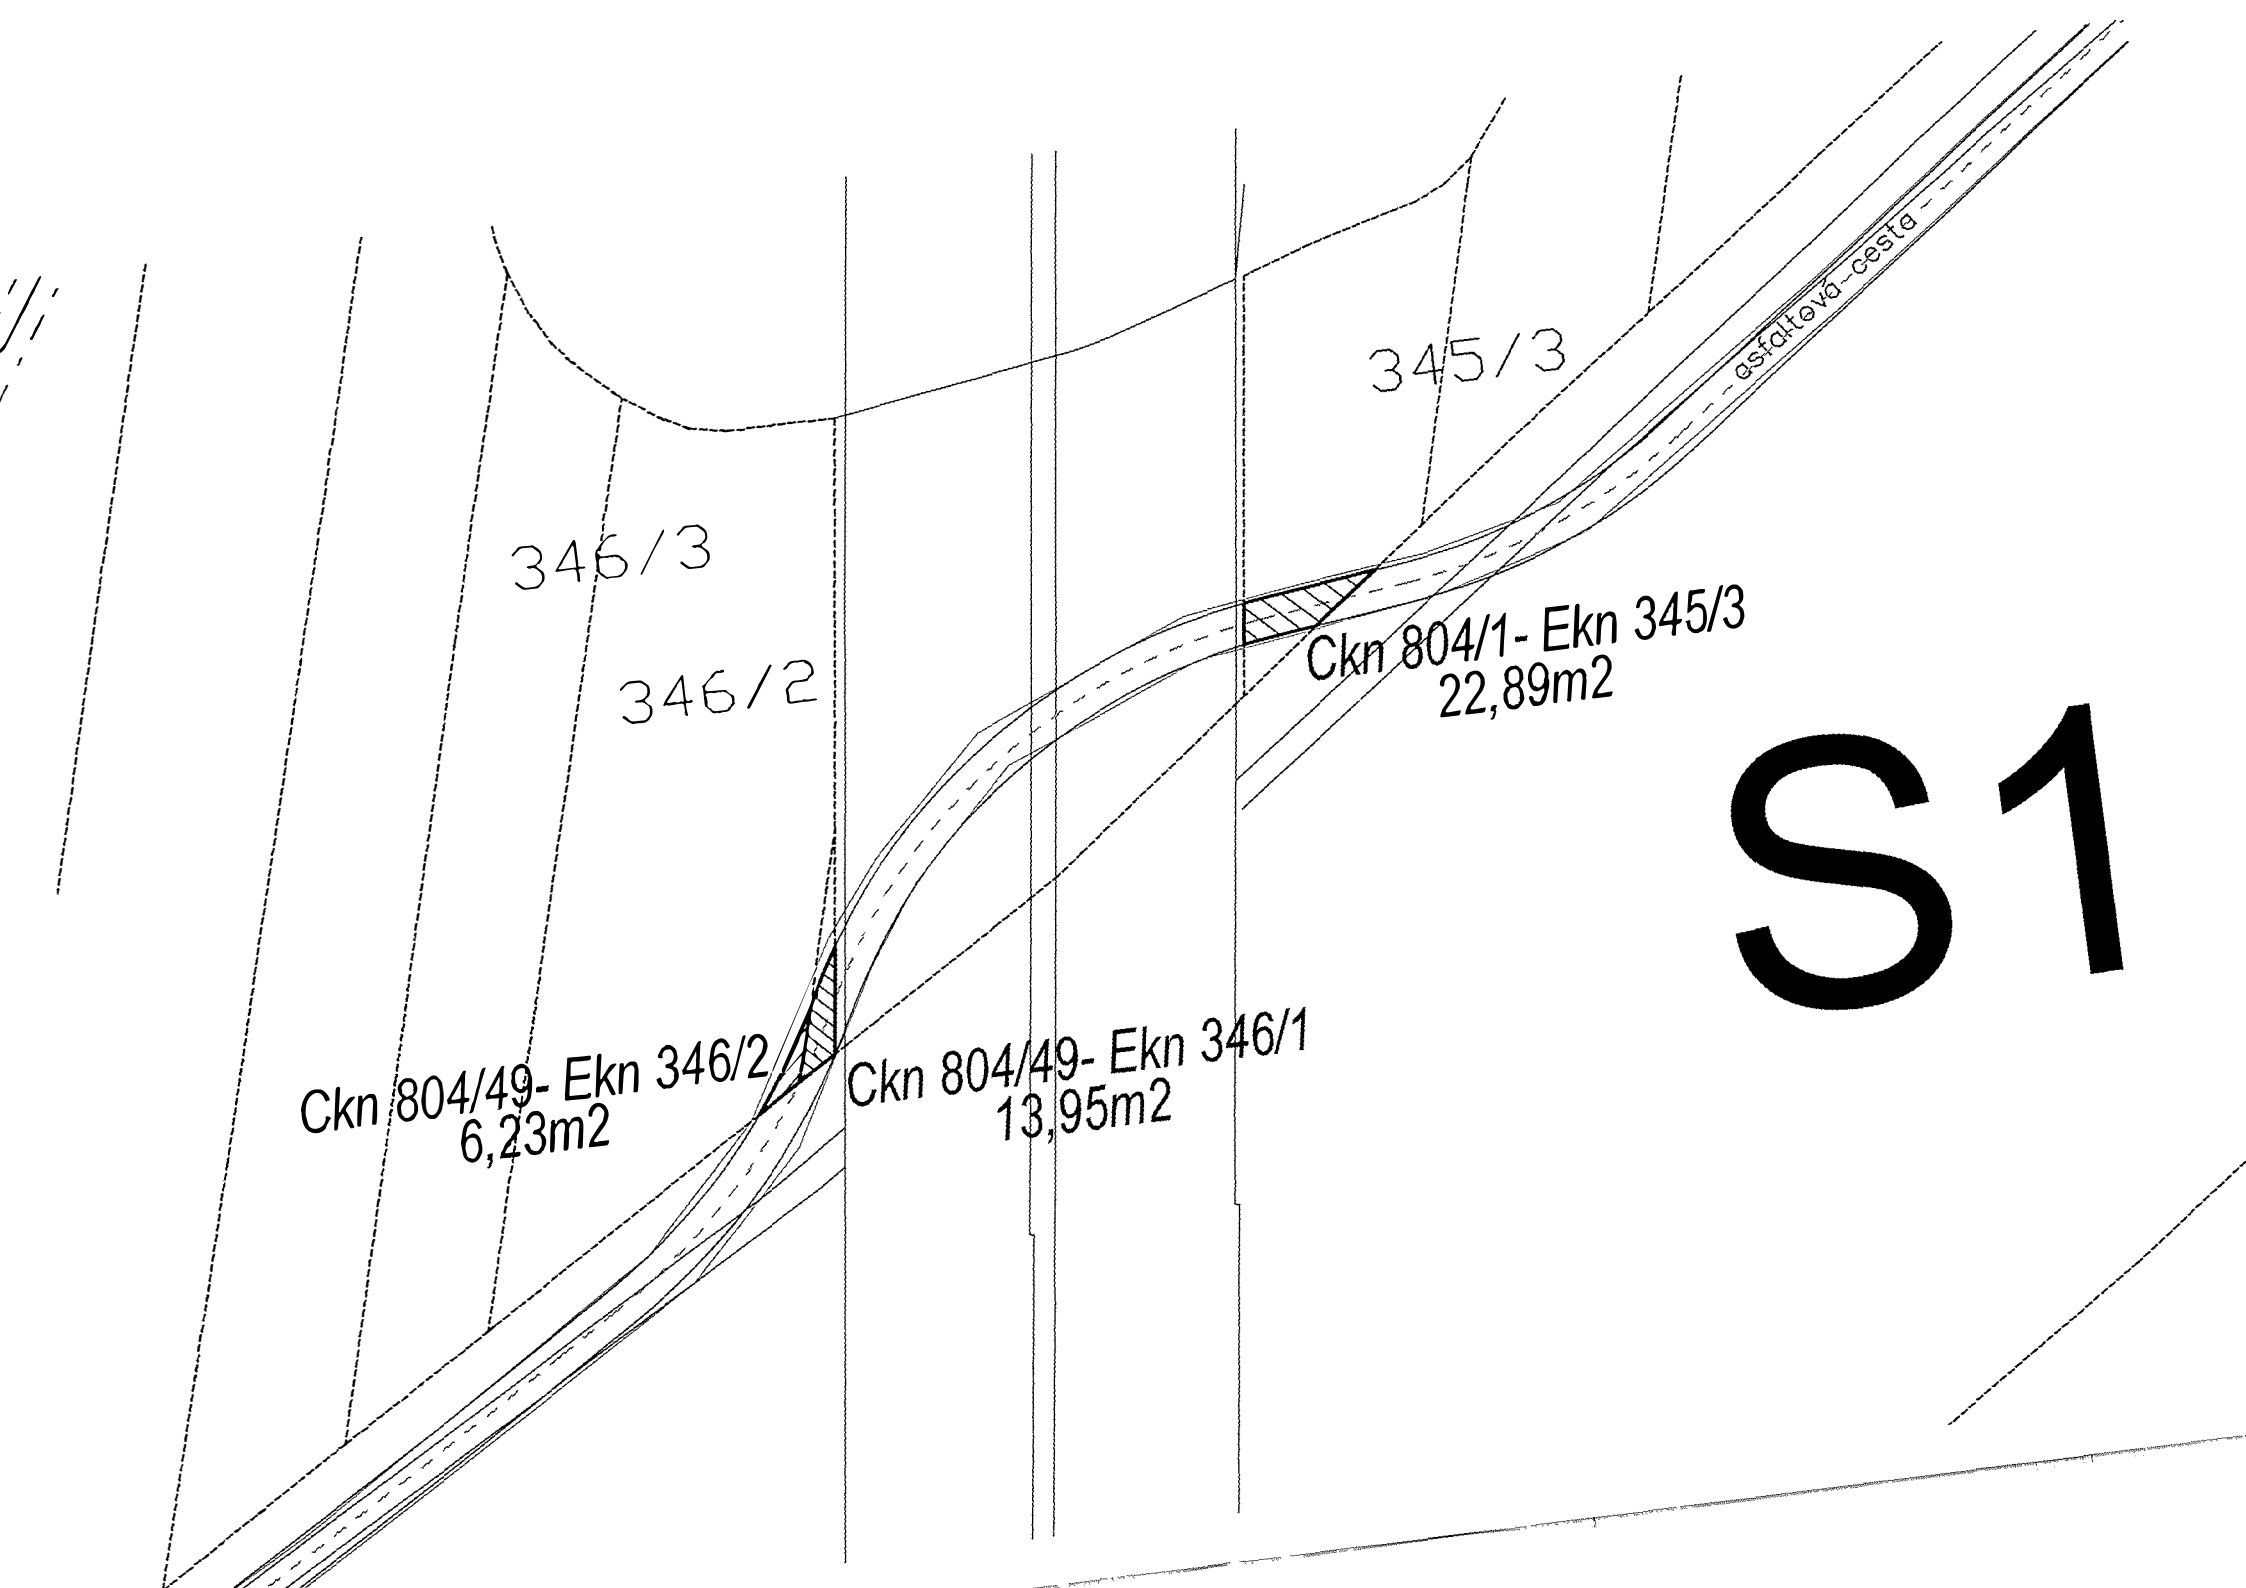 asfaltová cesta
345/3
346/3
346/2
Ckn 804/1- Ekn 345/3
22,89m2
S1
Ckn 804/49- Ekn 346/2
6,23m2
Ckn 804/49- Ekn 346/1
13,95m2